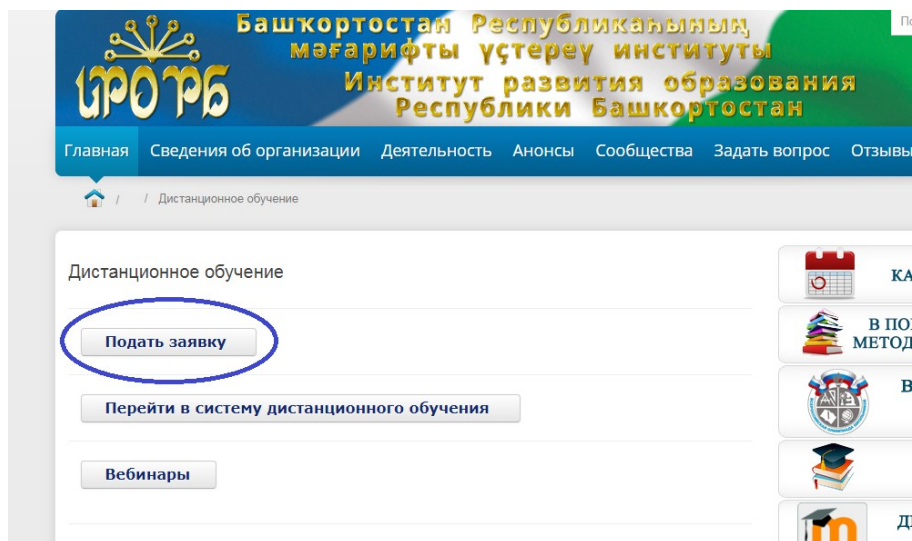 Башҡортостан Республикаһының
мәғарифты үҫтереү институты
Институт развития образования
Республики Башкортостан
ИРО РБ
Главная Сведения об организации Деятельность Анонсы Сообщества Задать вопрос Отзывы
/ / Дистанционное обучение
Дистанционное обучение
Подать заявку
Перейти в систему дистанционного обучения
Вебинары